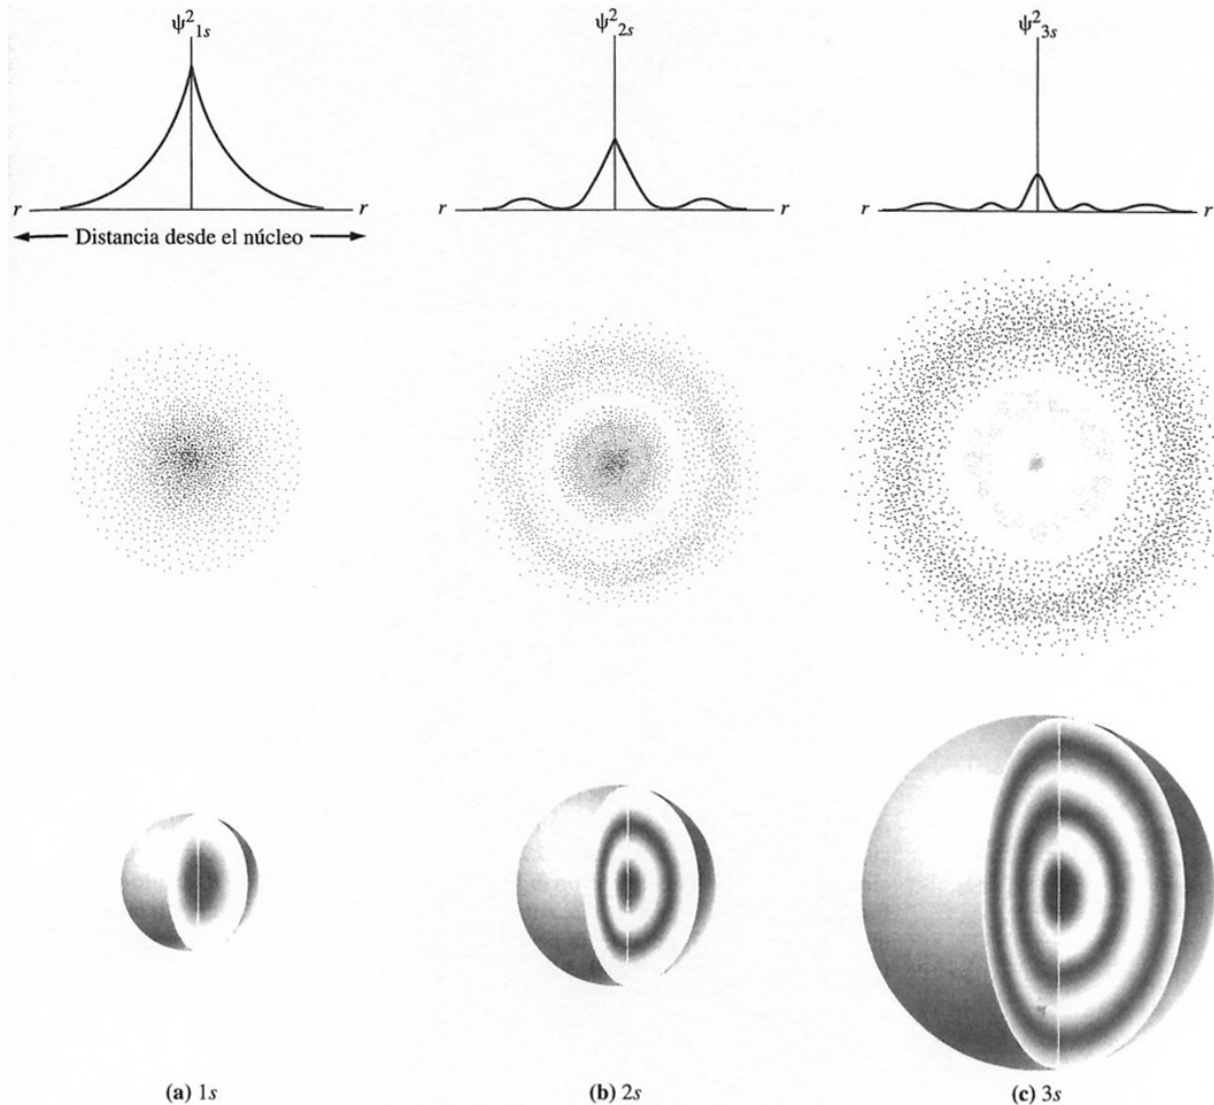 ψ²1s ψ²2s ψ²3s
r r r r r r
Distancia desde el núcleo
(a) 1s (b) 2s (c) 3s